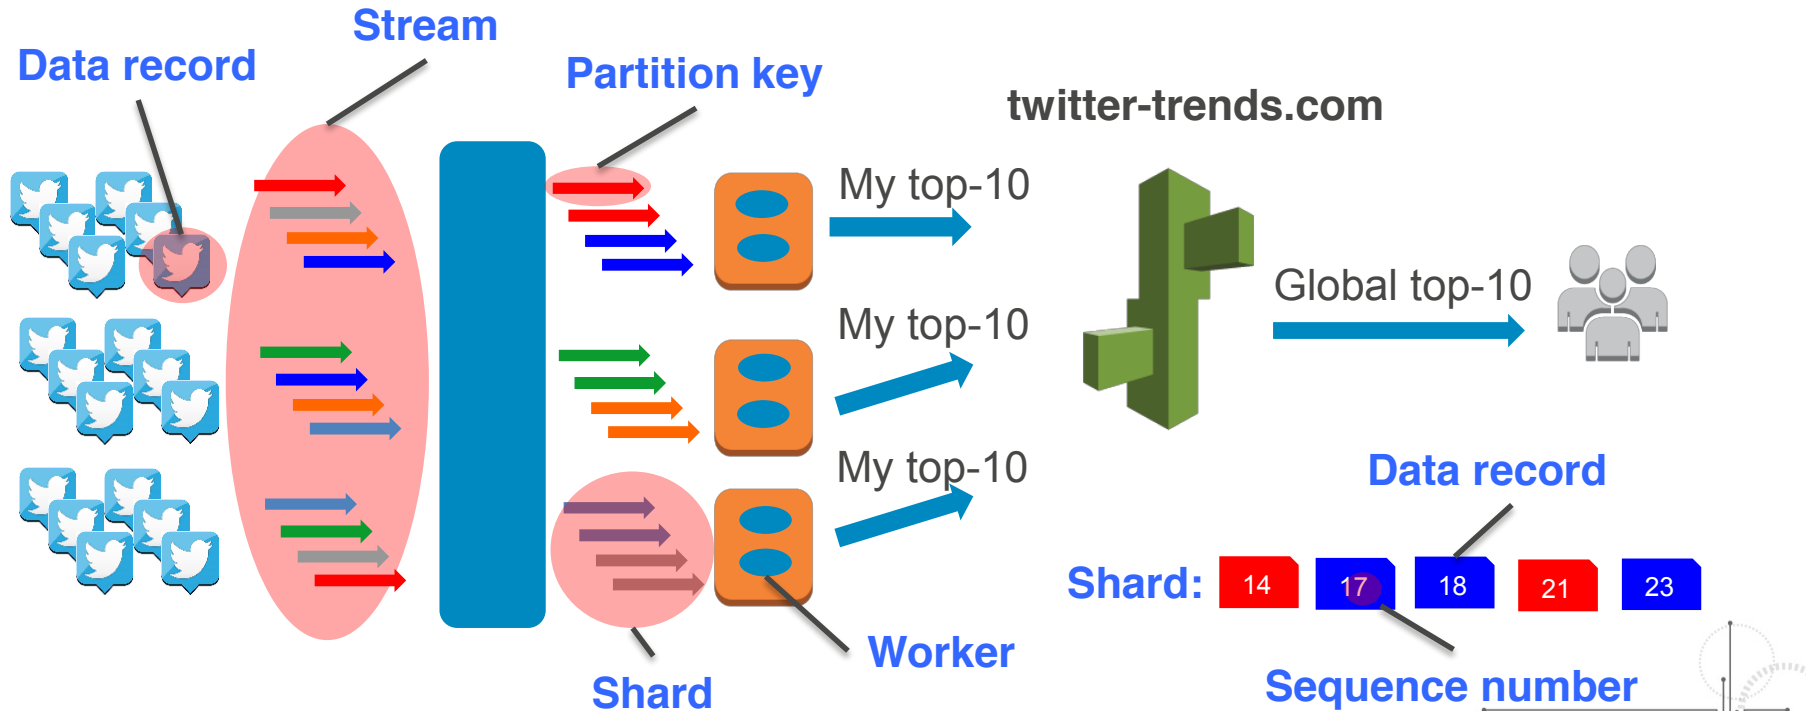 Stream
Data record
Partition key
twitter-trends.com
My top-10
Global top-10
My top-10
My top-10
Data record
Shard: 14 17 18 21 23
Worker
Shard
Sequence number